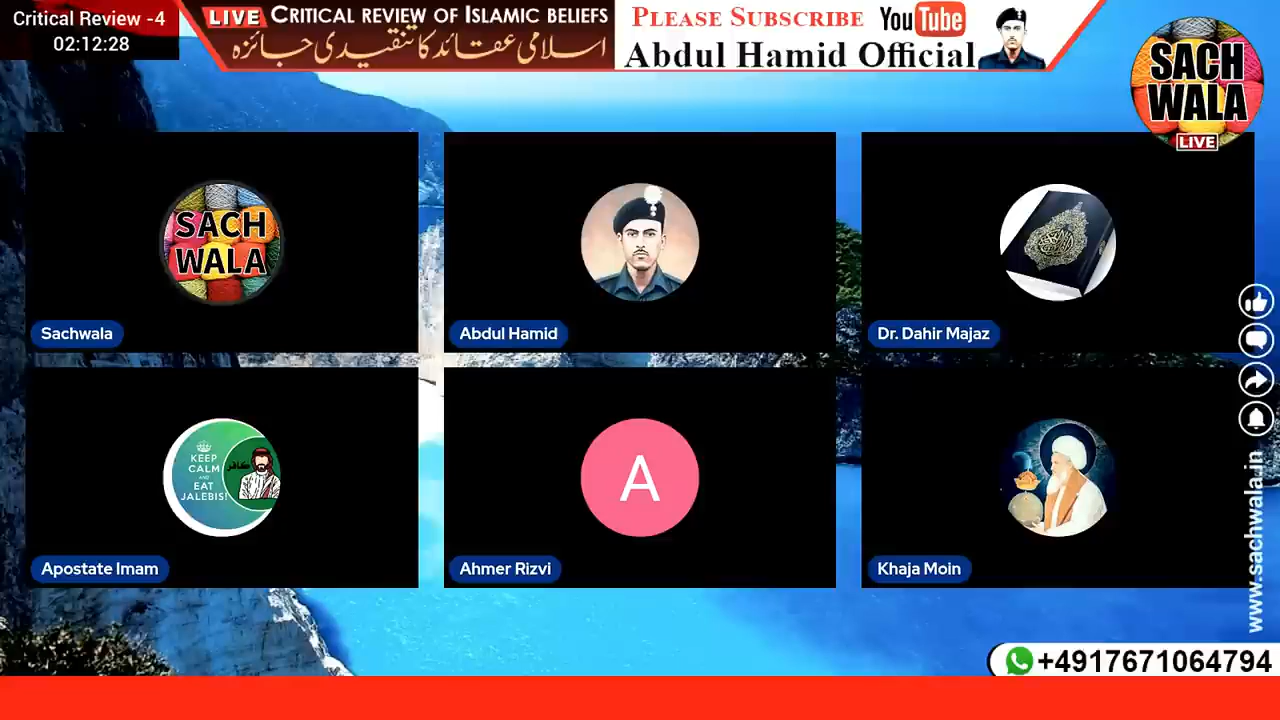 Critical Review -4
02:12:28
LIVE CRITICAL REVIEW OF ISLAMIC BELIEFS
اسلامی عقائد کا تنقیدی جائزہ
PLEASE SUBSCRIBE YouTube
Abdul Hamid Official
SACH
WALA
LIVE
SACH
WALA
Sachwala
Abdul Hamid
Dr. Dahir Majaz
KEEP
CALM
AND
EAT
JALEBIS!
کافر
Apostate Imam
A
Ahmer Rizvi
Khaja Moin
www.sachwala.in
+4917671064794